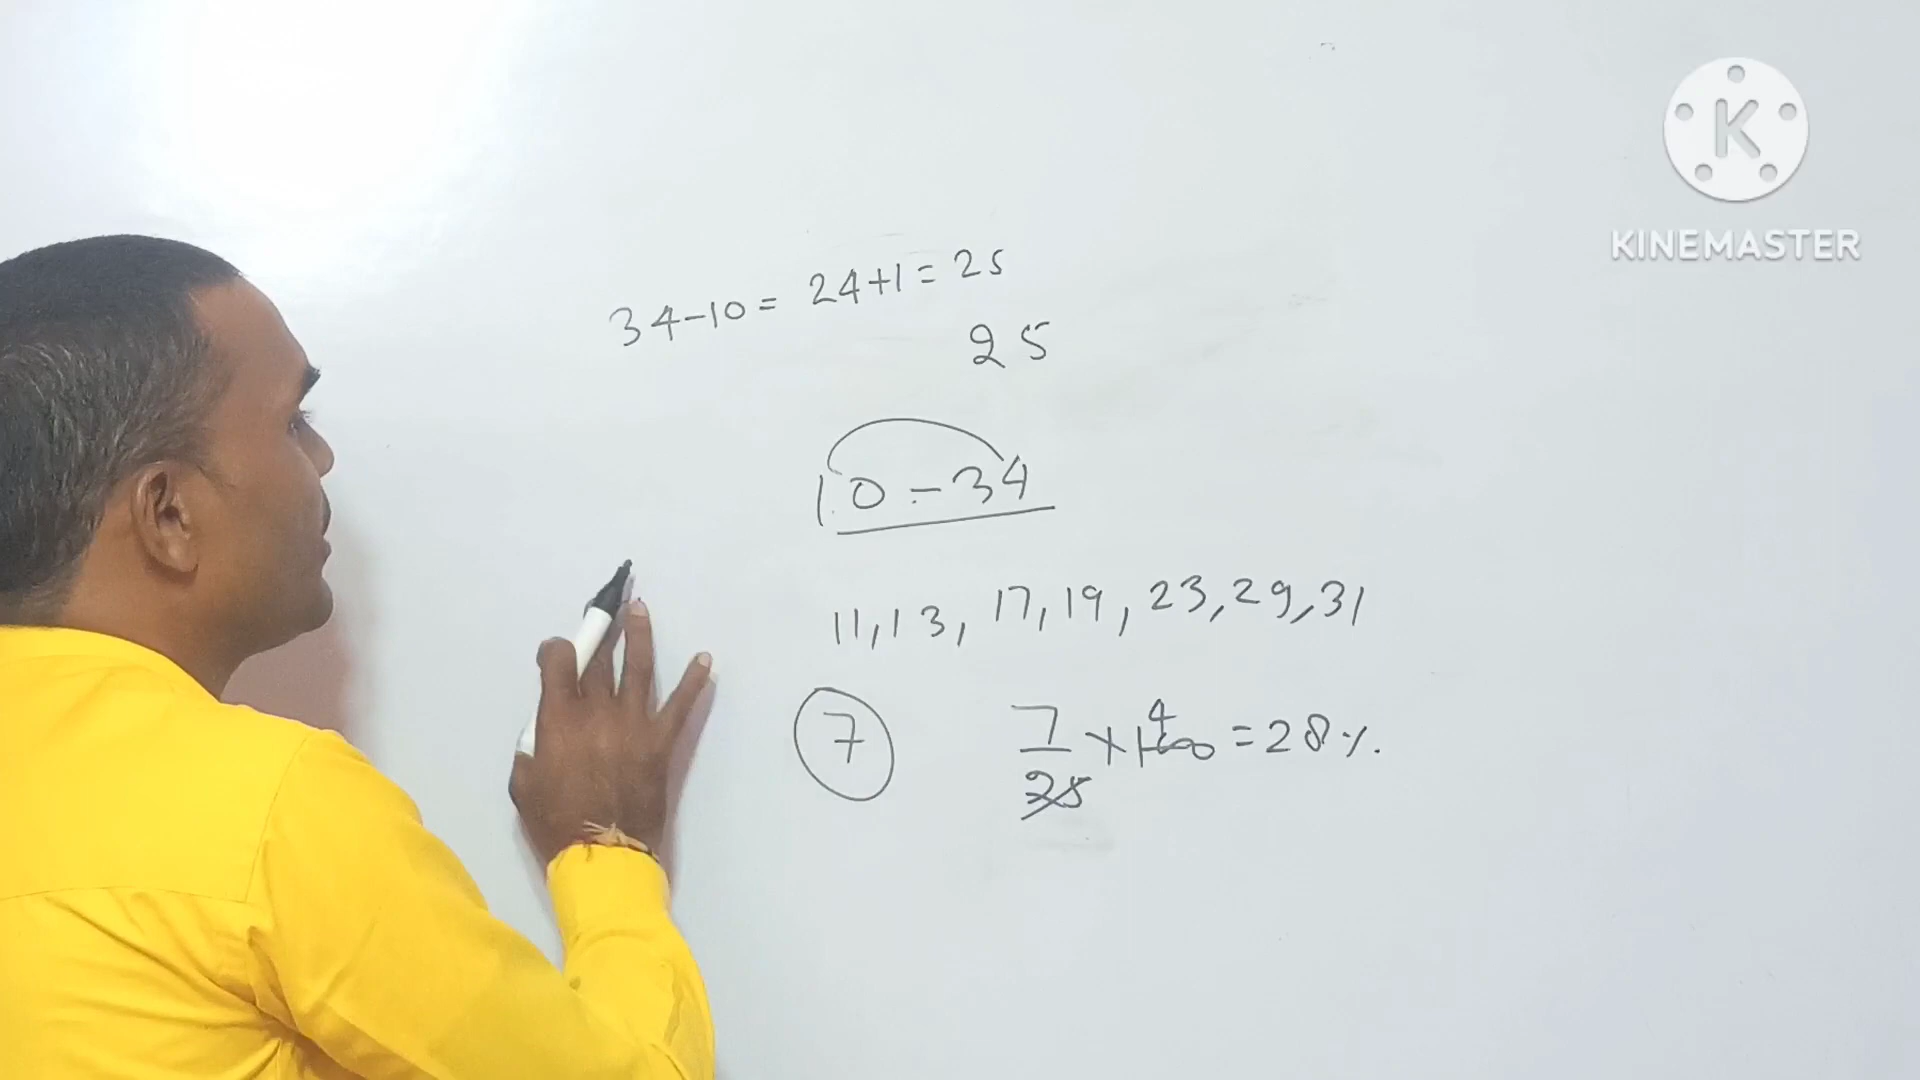 K
KINEMASTER
34-10= 24+1=25
25
10-34
11,13, 17,19, 23,29,31
7
7/25 × 100 4 = 28%.